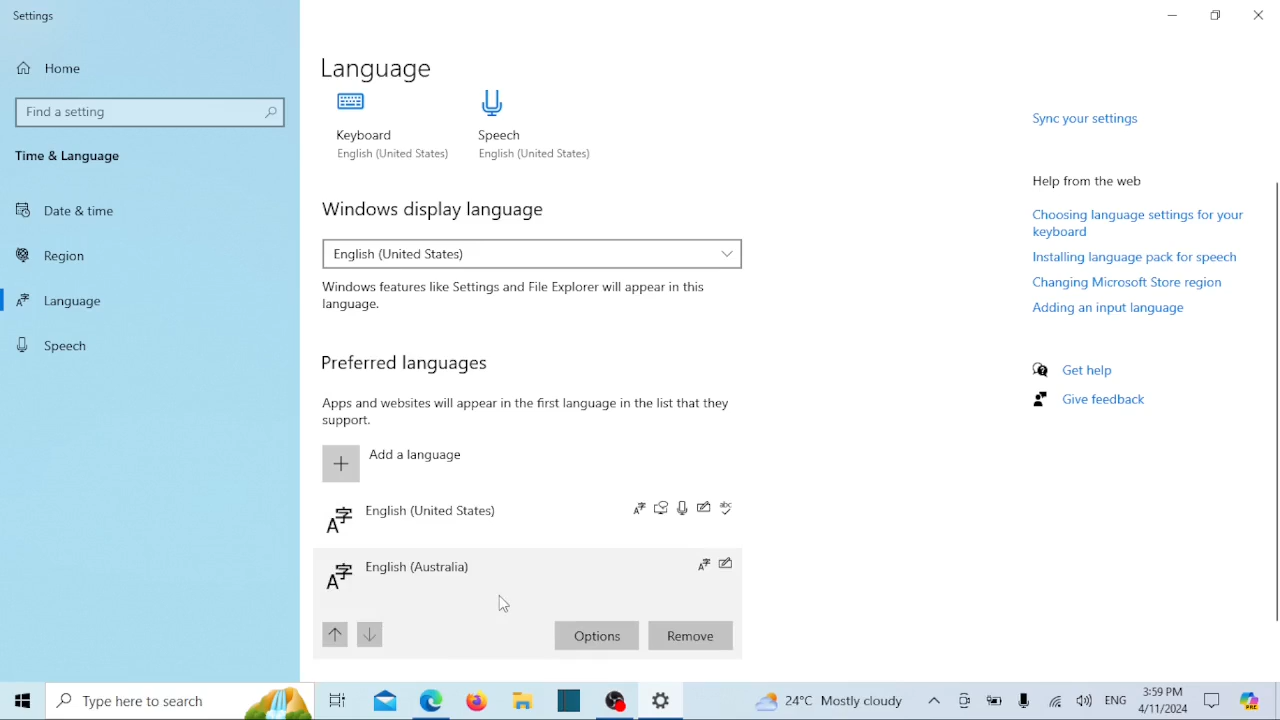 Settings
Home
Find a setting
Time & Language
Date & time
Region
Language
Speech
Language
Keyboard
English (United States)
Speech
English (United States)
Windows display language
English (United States)
Windows features like Settings and File Explorer will appear in this
language.
Preferred languages
Apps and websites will appear in the first language in the list that they
support.
Add a language
English (United States)
English (Australia)
Options
Remove
Sync your settings
Help from the web
Choosing language settings for your
keyboard
Installing language pack for speech
Changing Microsoft Store region
Adding an input language
Get help
Give feedback
Type here to search
24°C Mostly cloudy
ENG
3:59 PM
4/11/2024